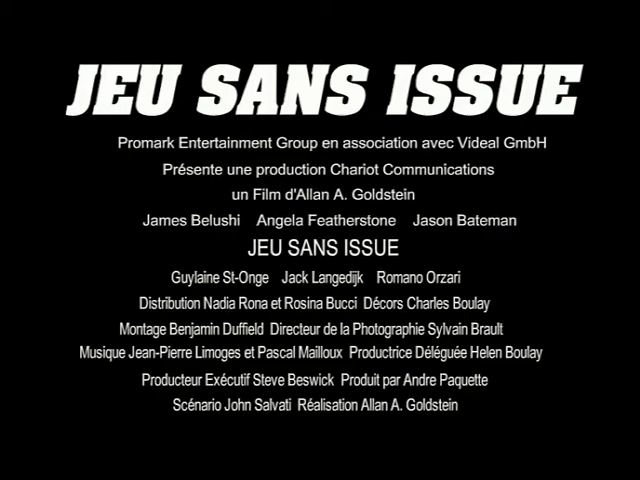 JEU SANS ISSUE
Promark Entertainment Group en association avec Videal GmbH
Présente une production Chariot Communications
un Film d'Allan A. Goldstein
James Belushi Angela Featherstone Jason Bateman
JEU SANS ISSUE
Guylaine St-Onge Jack Langedijk Romano Orzari
Distribution Nadia Rona et Rosina Bucci Décors Charles Boulay
Montage Benjamin Duffield Directeur de la Photographie Sylvain Brault
Musique Jean-Pierre Limoges et Pascal Mailloux Productrice Déléguée Helen Boulay
Producteur Exécutif Steve Beswick Produit par Andre Paquette
Scénario John Salvati Réalisation Allan A. Goldstein